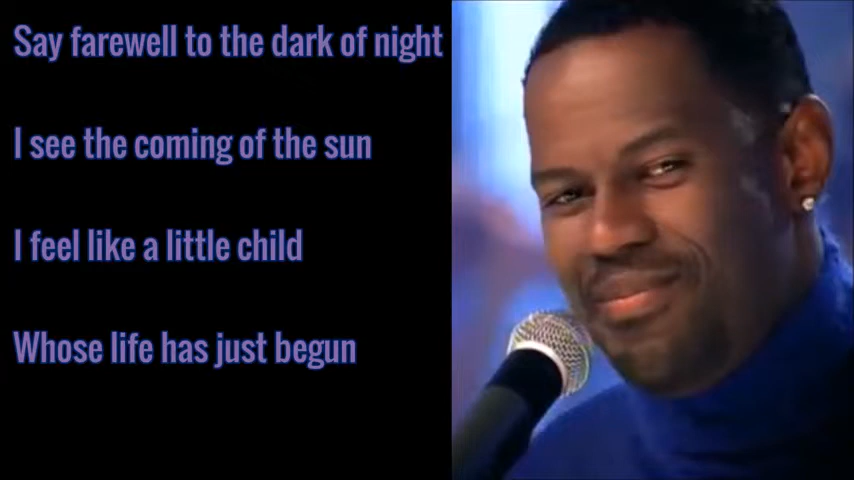 Say farewell to the dark of night
I see the coming of the sun
I feel like a little child
Whose life has just begun